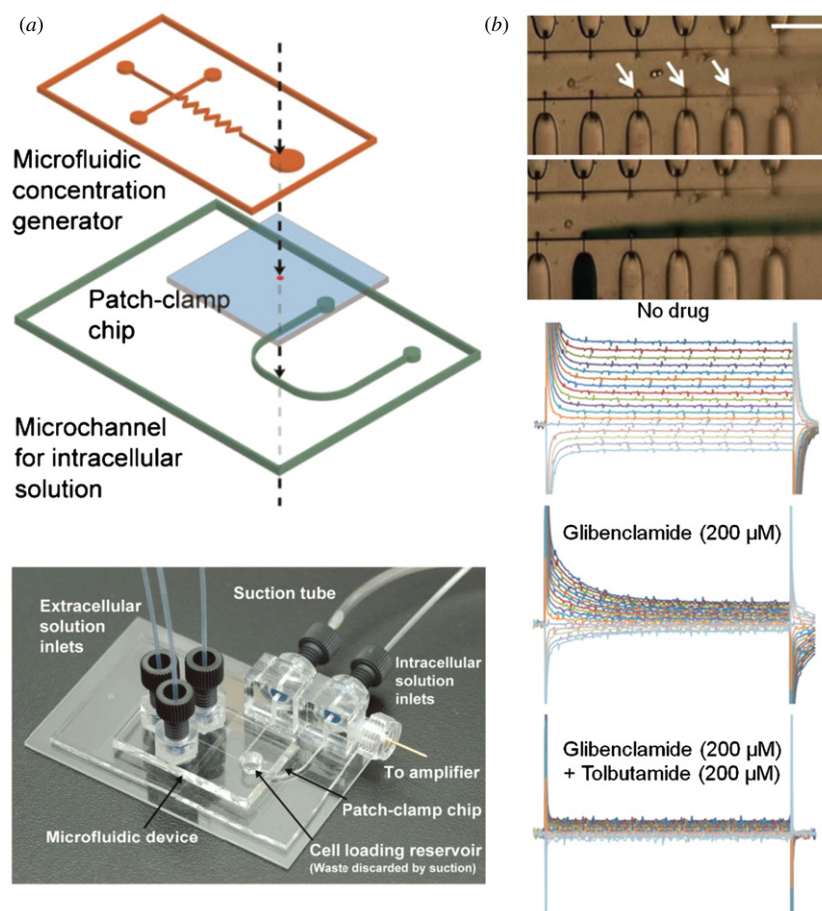 (a)
Microfluidic
concentration
generator
Patch-clamp
chip
Microchannel
for intracellular
solution
Extracellular
solution
inlets
Suction tube
Intracellular
solution
inlets
To amplifier
Patch-clamp chip
Microfluidic device
Cell loading reservoir
(Waste discarded by suction)
(b)
No drug
Glibenclamide (200 µM)
Glibenclamide (200 µM)
+ Tolbutamide (200 µM)